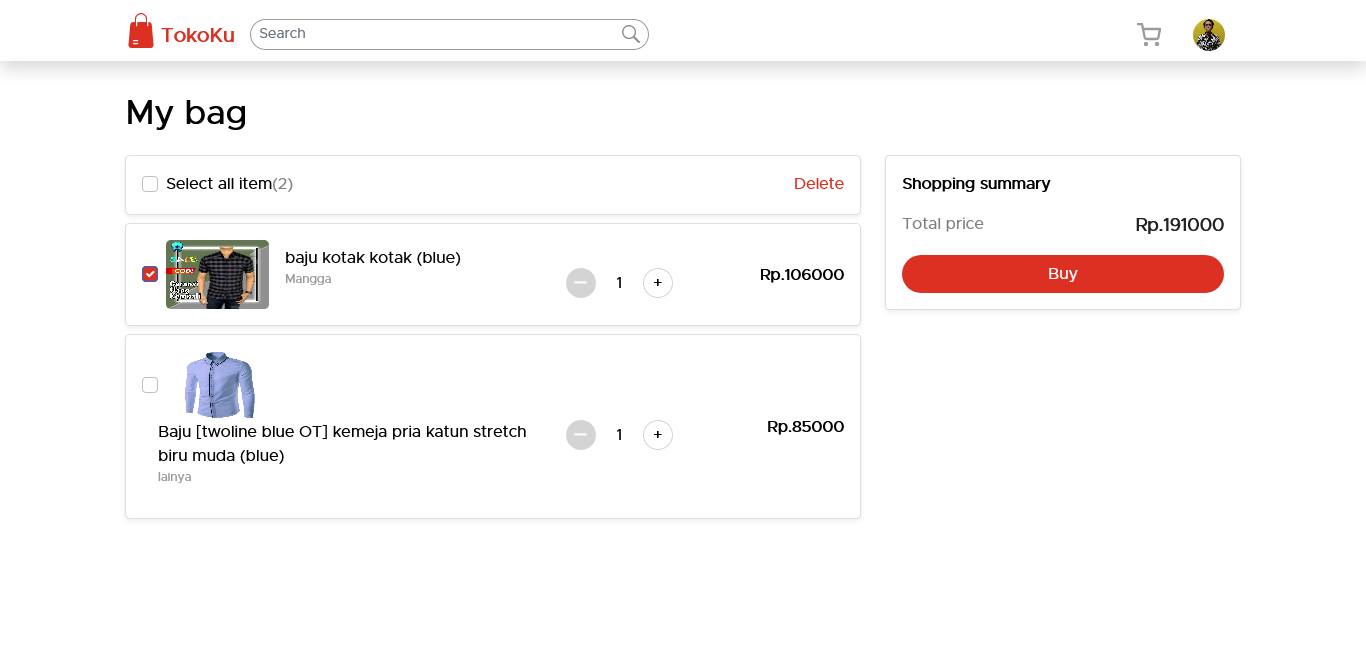 TokoKu
Search
My bag
Select all item(2)
Delete
baju kotak kotak (blue)
Mangga
1
+
Rp.106000
Baju [twoline blue OT] kemeja pria katun stretch
biru muda (blue)
lainya
1
+
Rp.85000
Shopping summary
Total price
Rp.191000
Buy